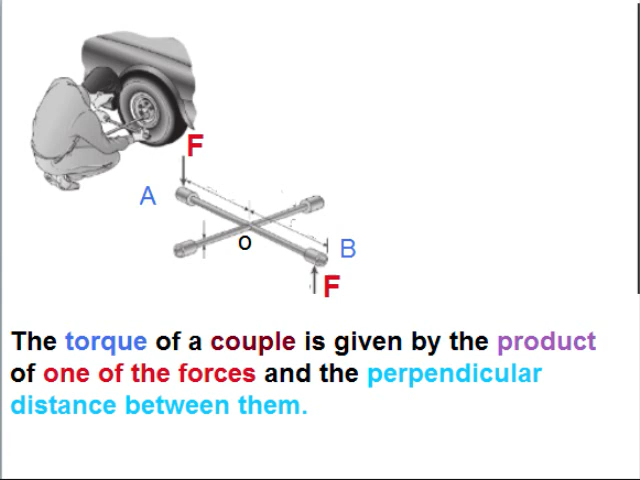 F
A
O
B
F
The torque of a couple is given by the product
of one of the forces and the perpendicular
distance between them.